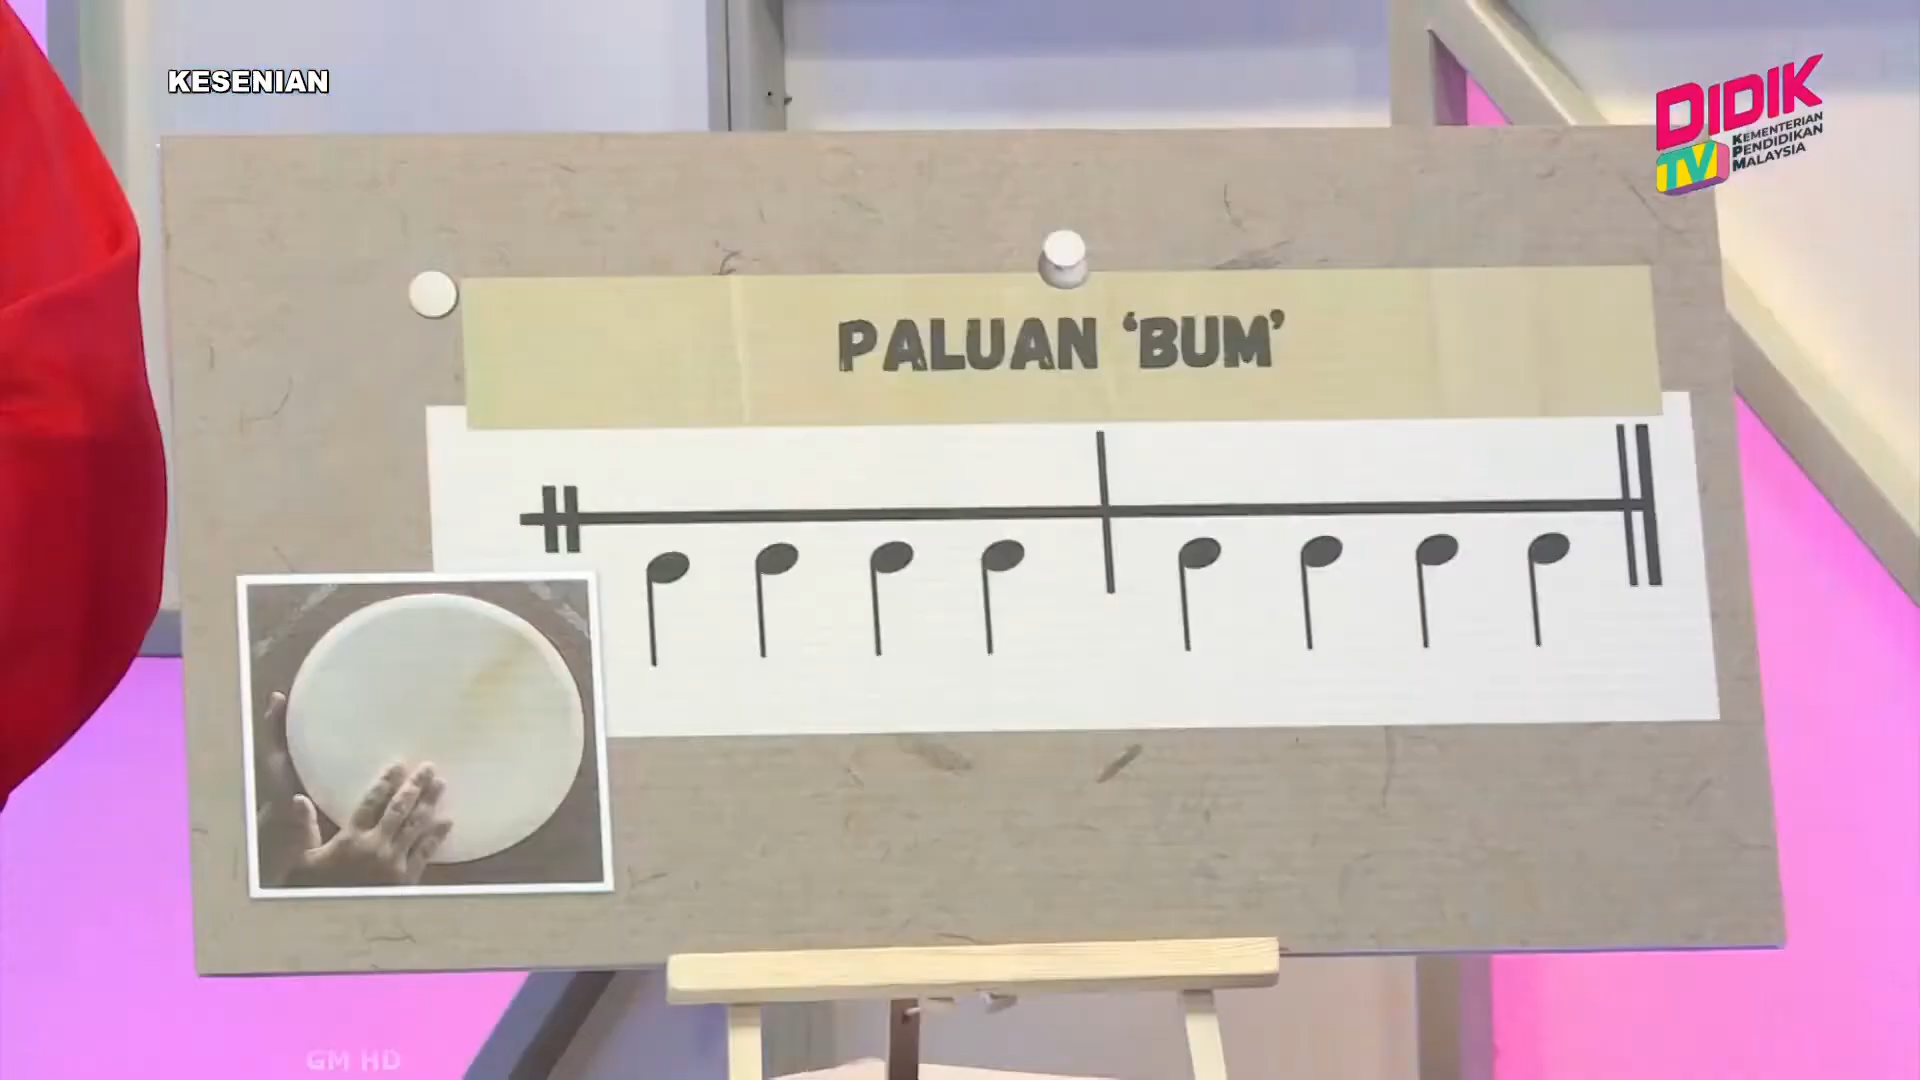 KESENIAN
DIDIK
TV
KEMENTERIAN
PENDIDIKAN
MALAYSIA
PALUAN ‘BUM’
GM HD